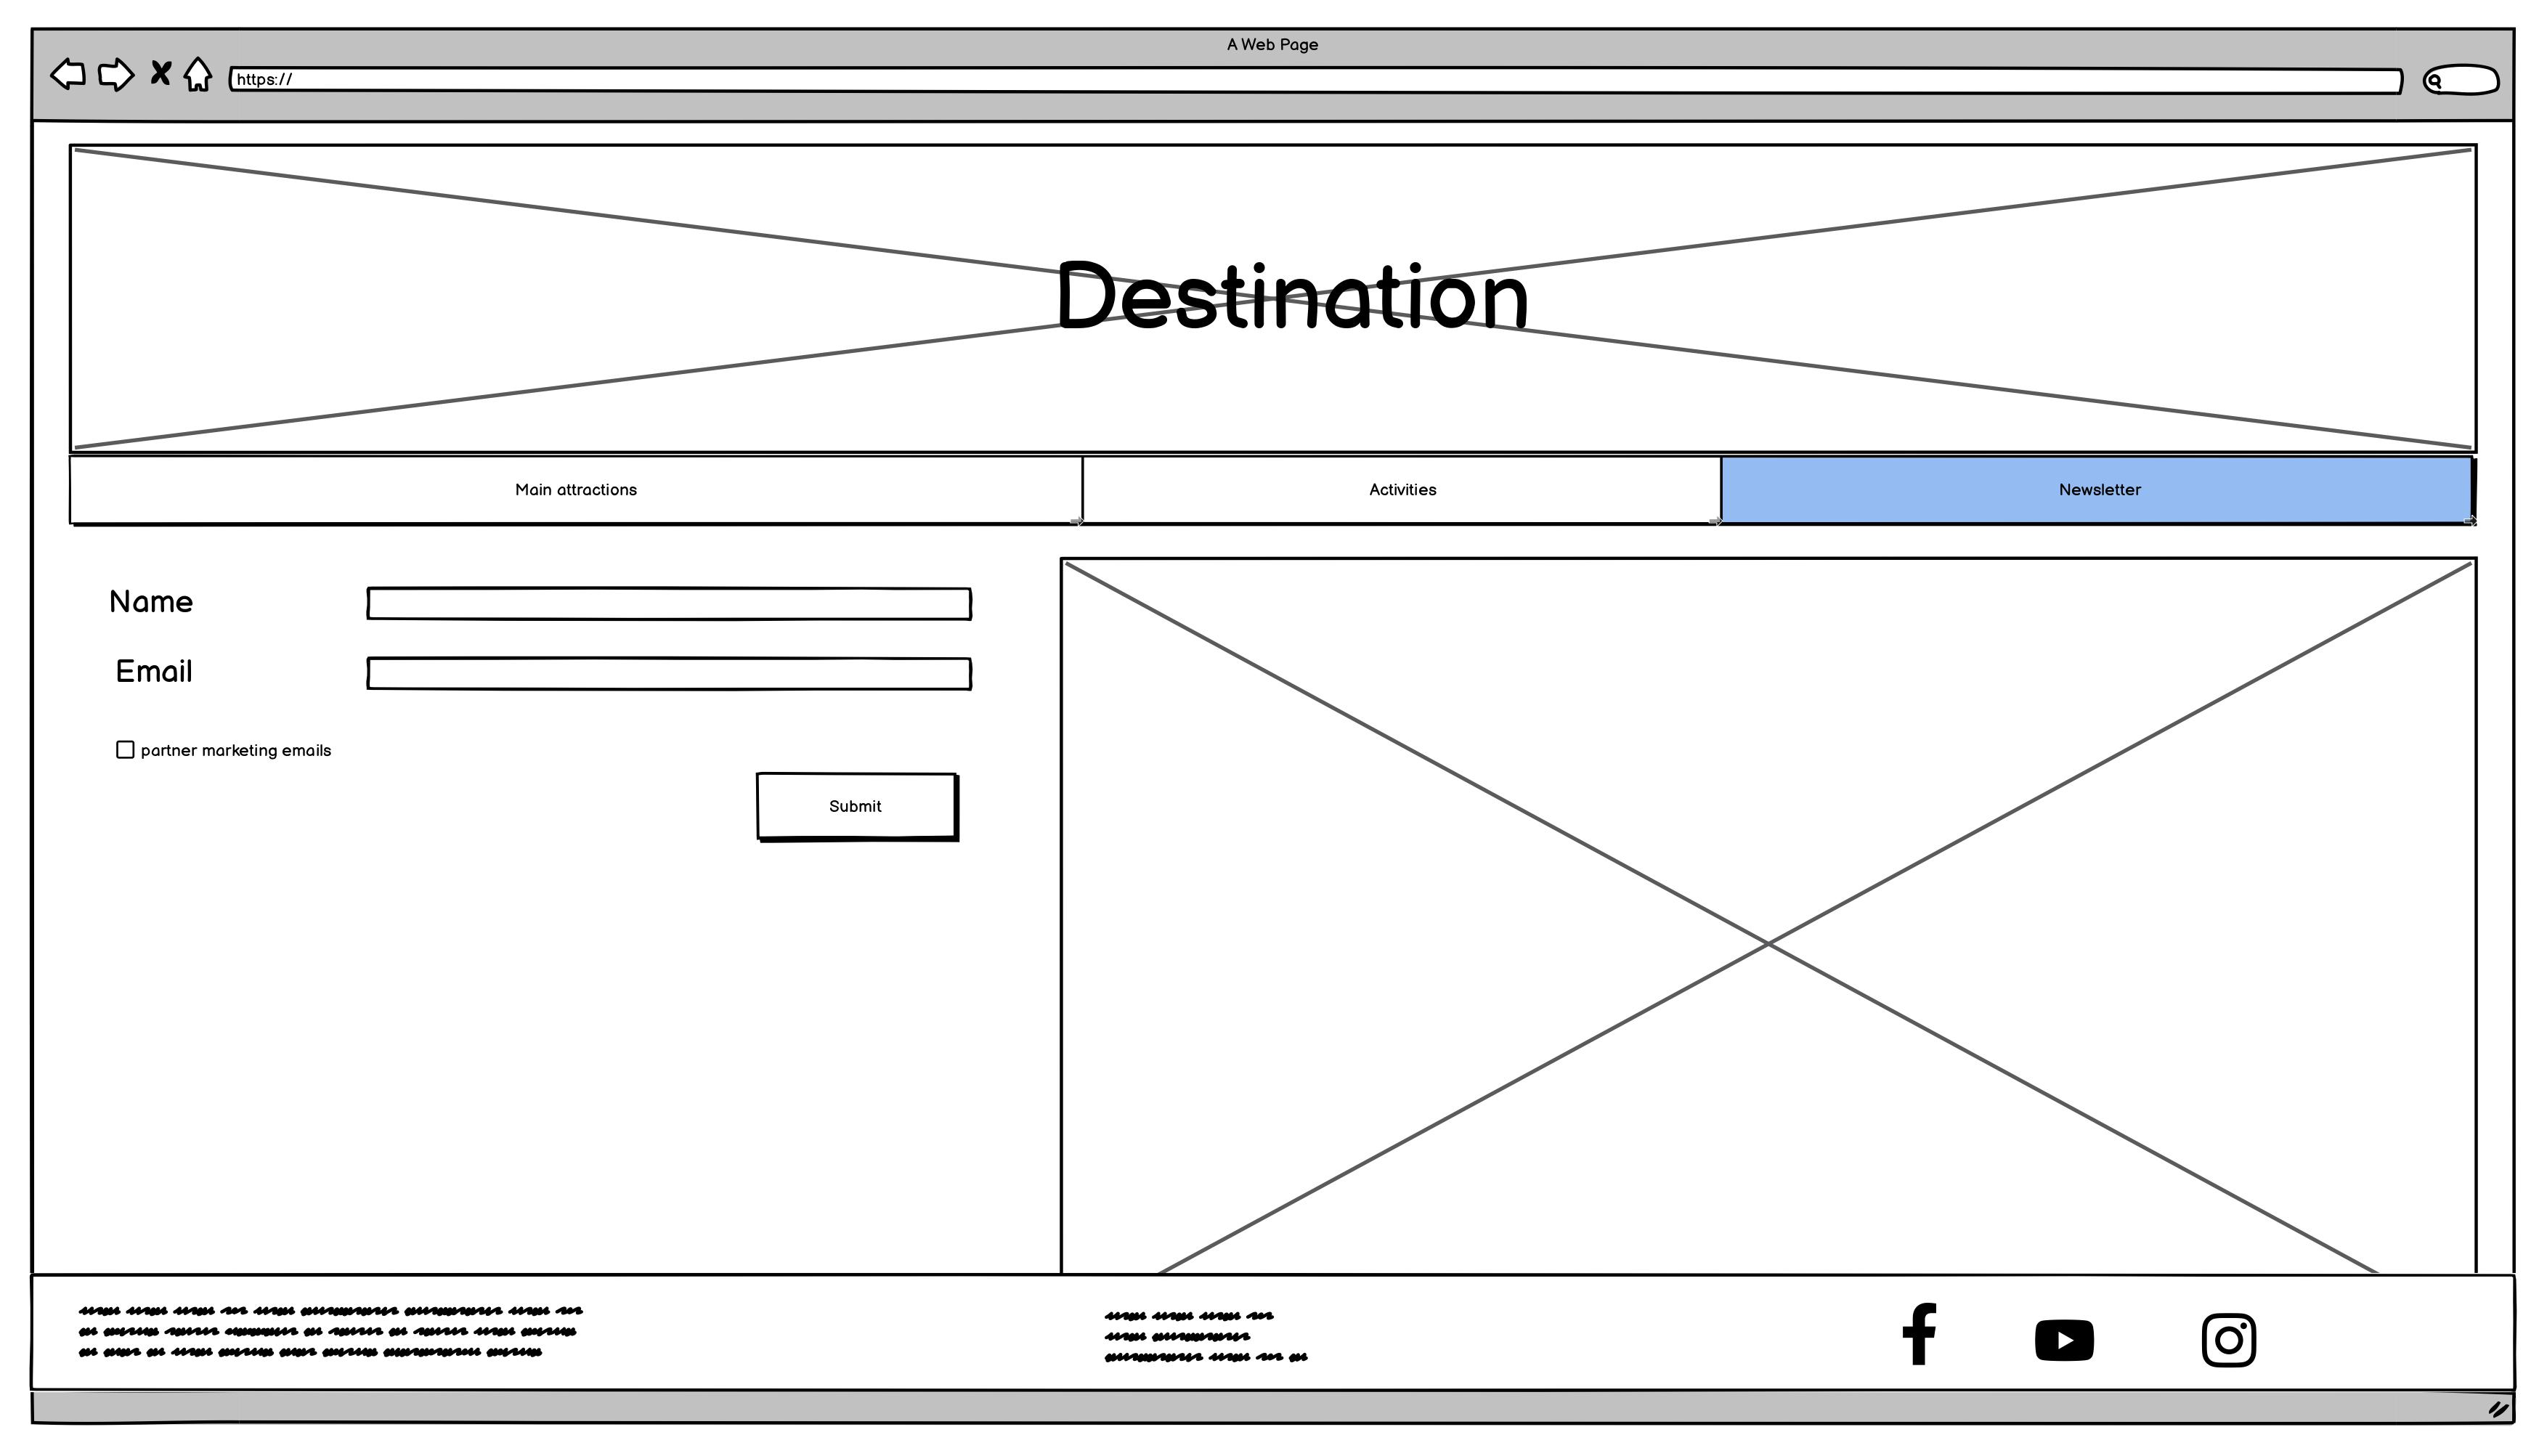 A Web Page
https://
Destination
Main attractions
Activities
Newsletter
Name
Email
partner marketing emails
Submit